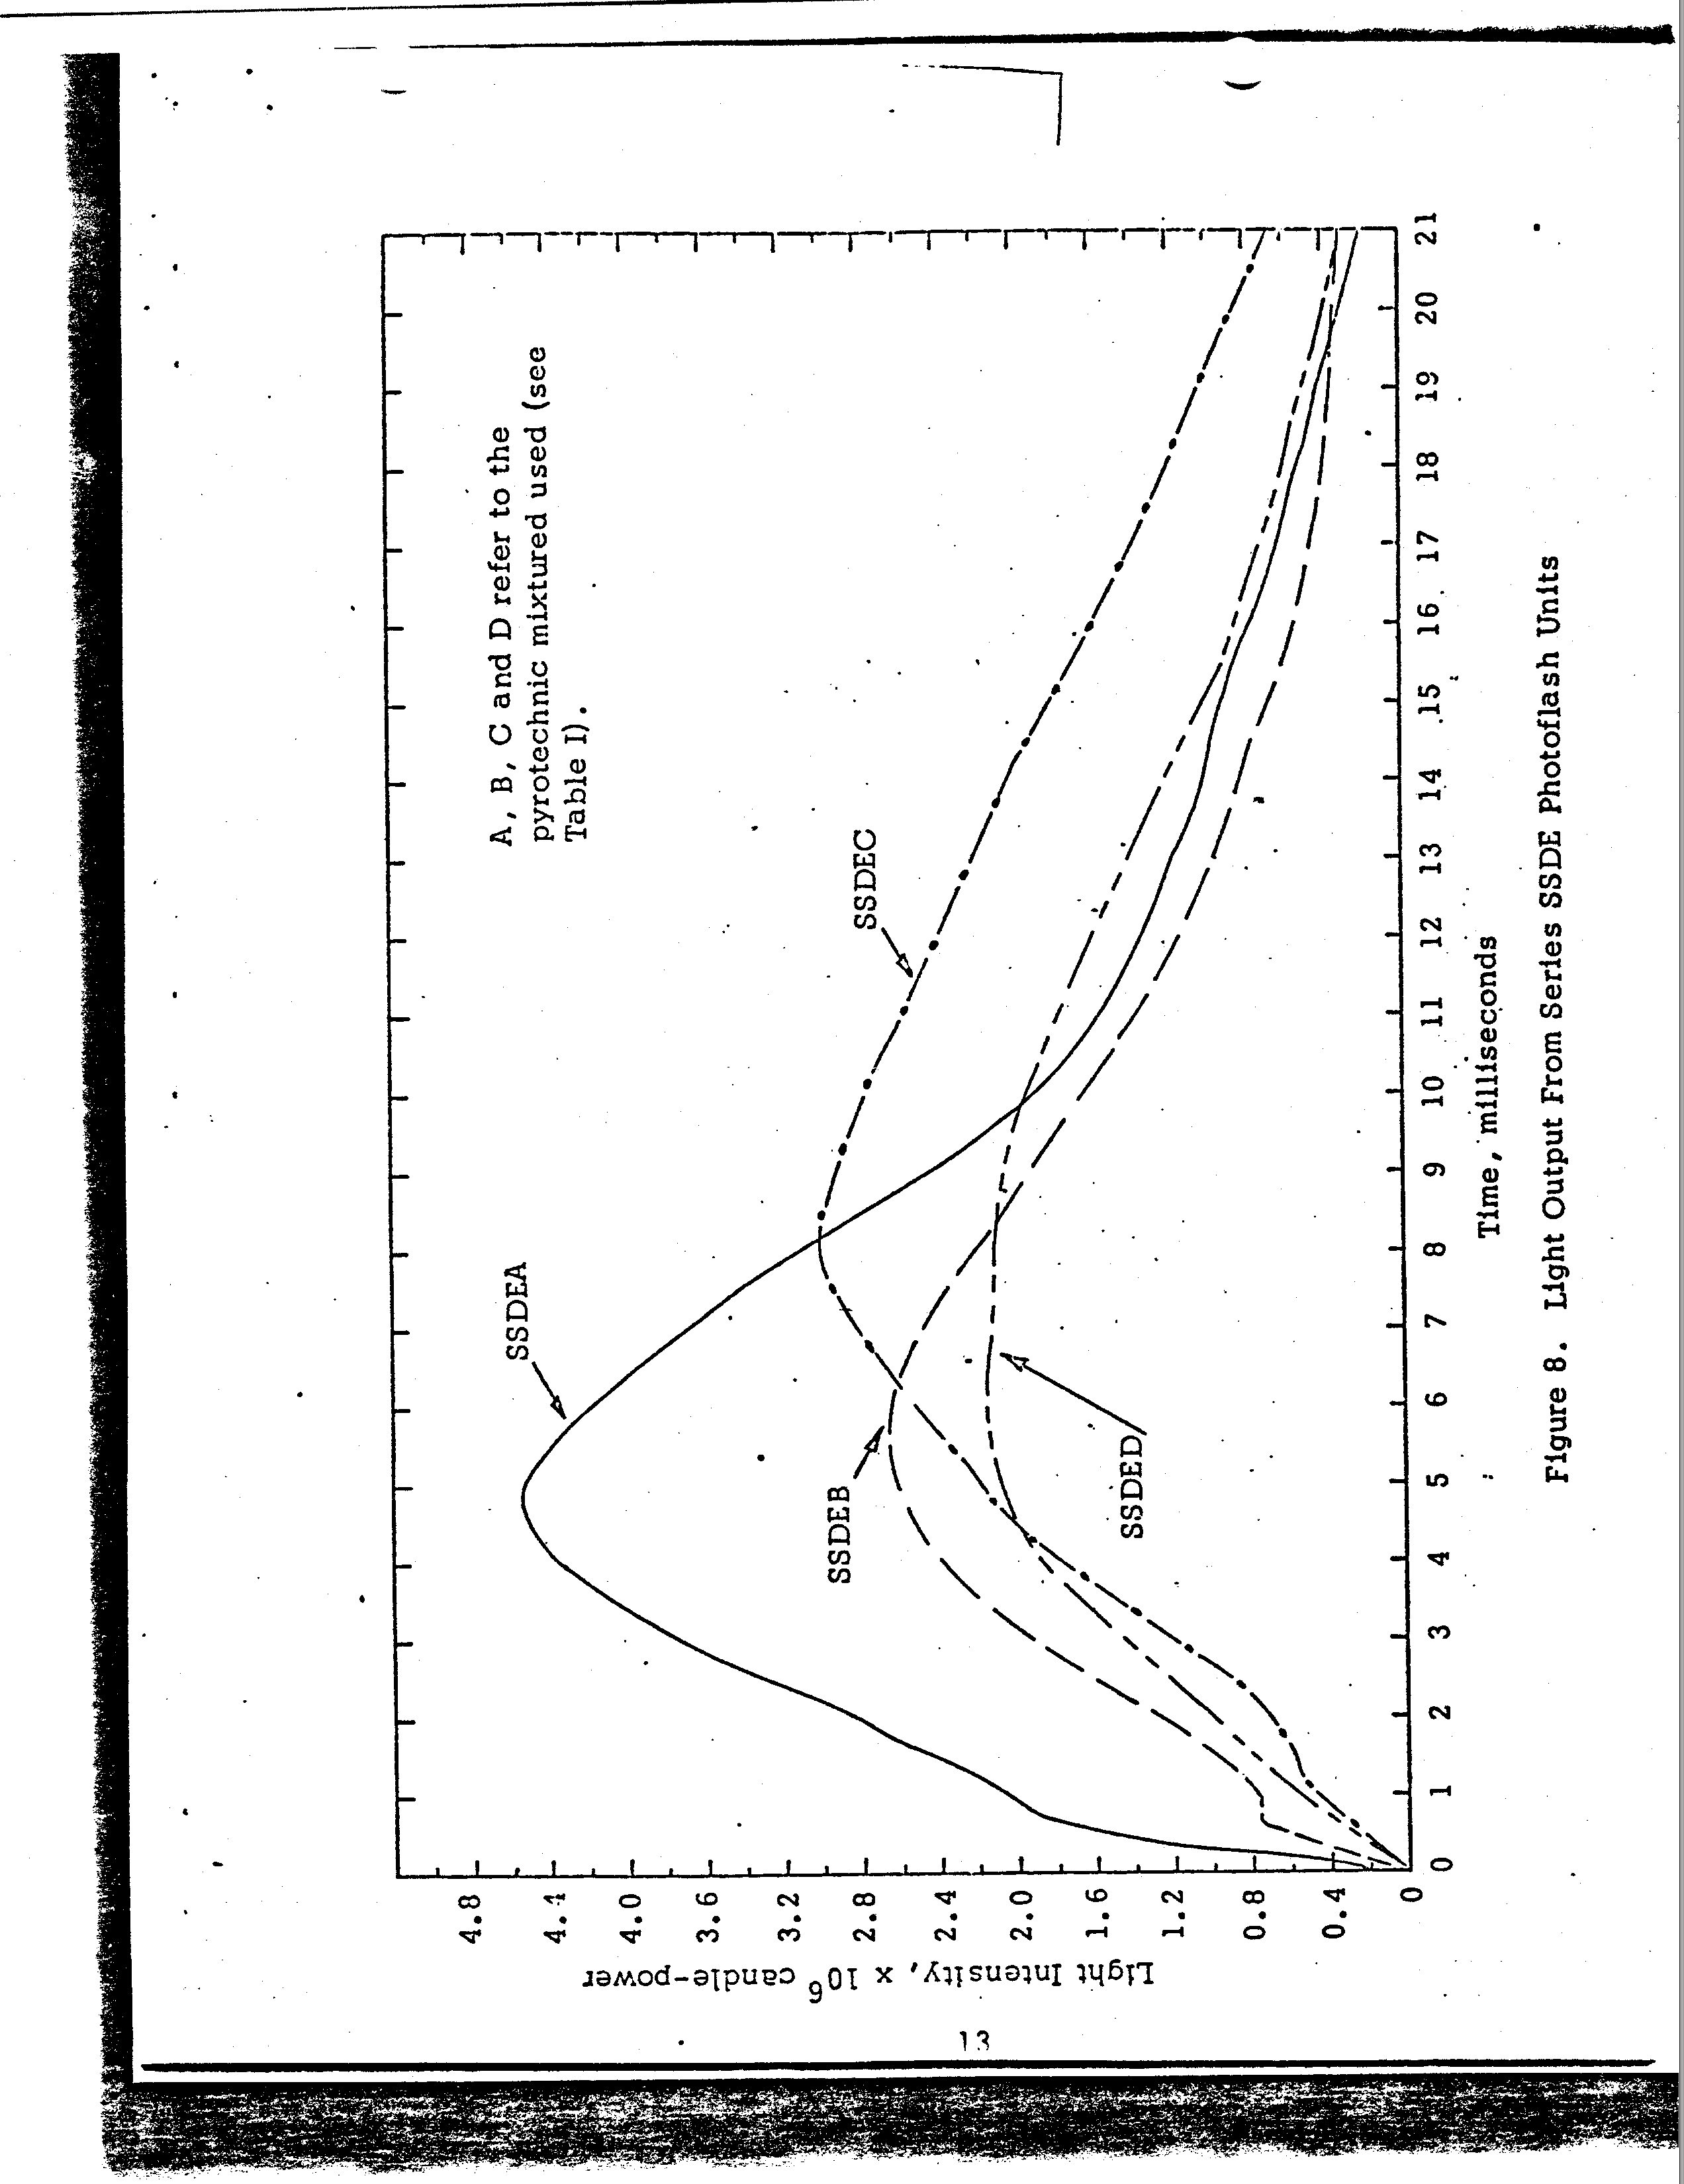 A, B, C and D refer to the
pyrotechnic mixtured used (see
Table I).
SSDEA
SSDEC
SSDEB
SSDED
Light Intensity, x 10⁶ candle-power
4.8
4.4
4.0
3.6
3.2
2.8
2.4
2.0
1.6
1.2
0.8
0.4
0
0 1 2 3 4 5 6 7 8 9 10 11 12 13 14 15 16 17 18 19 20 21
Time, milliseconds
Figure 8. Light Output From Series SSDE Photoflash Units
13